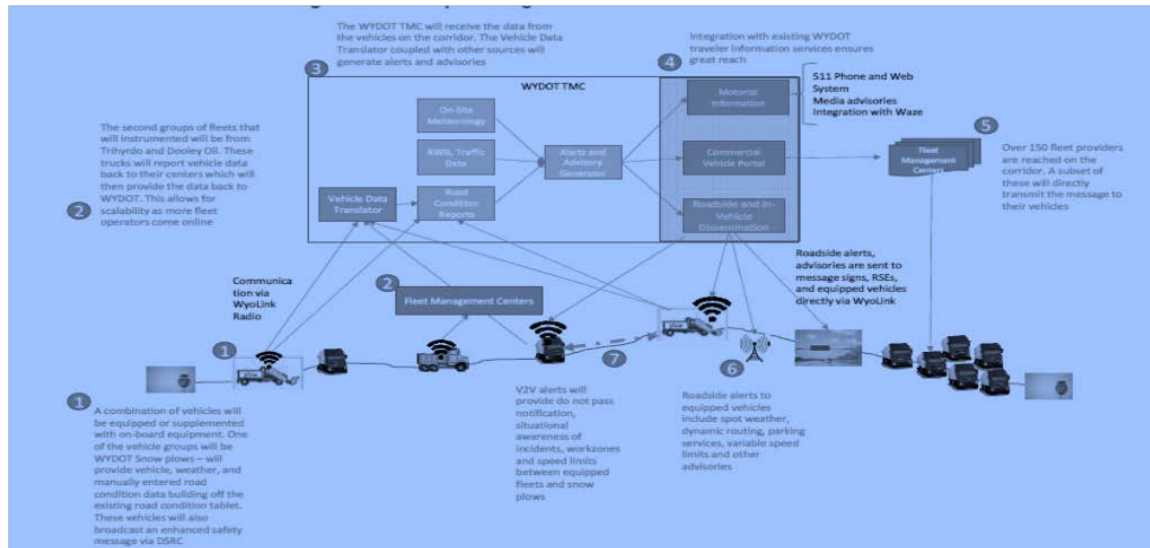 The WYDOT TMC will receive the data from
the vehicles on the corridor. The Vehicle Data
Translator coupled with other sources will
generate alerts and advisories
3
WYDOT TMC
Integration with existing WYDOT
traveler information services ensures
great reach
4
511 Phone and Web
System
Media advisories
Integration with Waze
On-Site
Meteorology
RWIS, Traffic
Data
Road
Condition
Reports
Vehicle Data
Translator
Alerts and
Advisory
Generator
Motorist
Information
Commercial
Vehicle Portal
Roadside and In-
Vehicle
Dissemination
5
Fleet
Management
Centers
Over 150 fleet providers
are reached on the
corridor. A subset of
these will directly
transmit the message to
their vehicles
The second groups of fleets that
will instrumented will be from
Trihyrdo and Dooley Oil. These
trucks will report vehicle data
back to their centers which will
then provide the data back to
WYDOT. This allows for
scalability as more fleet
operators come online
2
Communica
tion via
WyoLink
Radio
2
Fleet Management Centers
Roadside alerts,
advisories are sent to
message signs, RSEs,
and equipped vehicles
directly via WyoLink
1
7
6
1
A combination of vehicles will
be equipped or supplemented
with on-board equipment. One
of the vehicle groups will be
WYDOT Snow plows – will
provide vehicle, weather, and
manually entered road
condition data building off the
existing road condition tablet.
These vehicles will also
broadcast an enhanced safety
message via DSRC
V2V alerts will
provide do not pass
notification,
situational
awareness of
incidents, workzones
and speed limits
between equipped
fleets and snow
plows
Roadside alerts to
equipped vehicles
include spot weather,
dynamic routing, parking
services, variable speed
limits and other
advisories